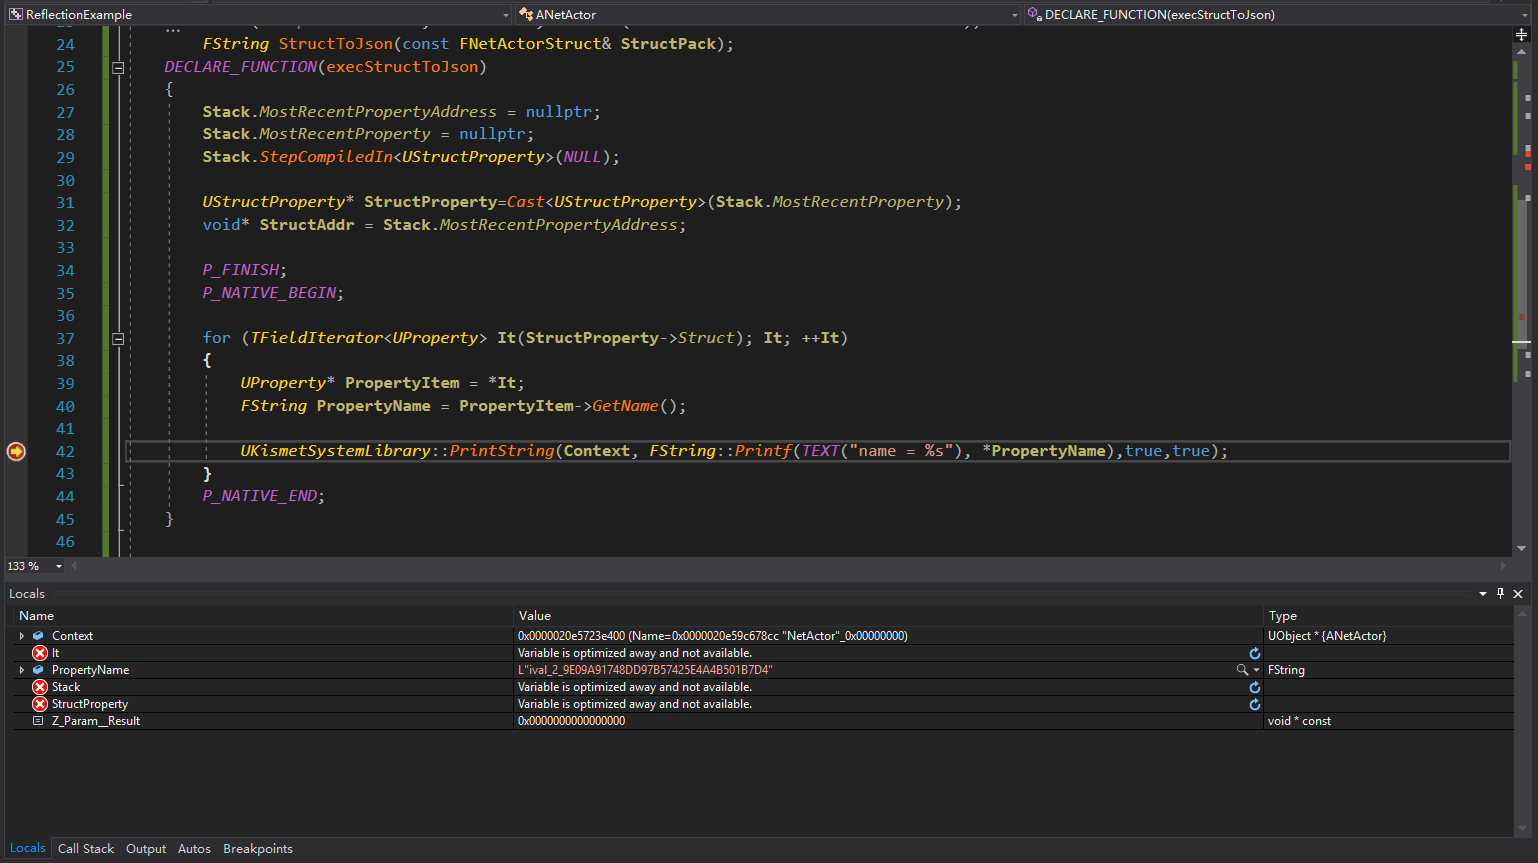 ReflectionExample
ANetActor
DECLARE_FUNCTION(execStructToJson)
...
24 FString StructToJson(const FNetActorStruct& StructPack);
25 DECLARE_FUNCTION(execStructToJson)
26 {
27 Stack.MostRecentPropertyAddress = nullptr;
28 Stack.MostRecentProperty = nullptr;
29 Stack.StepCompiledIn<UStructProperty>(NULL);
30
31 UStructProperty* StructProperty=Cast<UStructProperty>(Stack.MostRecentProperty);
32 void* StructAddr = Stack.MostRecentPropertyAddress;
33
34 P_FINISH;
35 P_NATIVE_BEGIN;
36
37 for (TFieldIterator<UProperty> It(StructProperty->Struct); It; ++It)
38 {
39 UProperty* PropertyItem = *It;
40 FString PropertyName = PropertyItem->GetName();
41
42 UKismetSystemLibrary::PrintString(Context, FString::Printf(TEXT("name = %s"), *PropertyName),true,true);
43 }
44 P_NATIVE_END;
45 }
46
133 %
Locals
Name Value Type
Context 0x0000020e5723e400 (Name=0x0000020e59c678cc "NetActor"_0x00000000) UObject * {ANetActor}
It Variable is optimized away and not available.
PropertyName L"ival_2_9E09A91748DD97B57425E4A4B501B7D4" FString
Stack Variable is optimized away and not available.
StructProperty Variable is optimized away and not available.
Z_Param__Result 0x0000000000000000 void * const
Locals Call Stack Output Autos Breakpoints